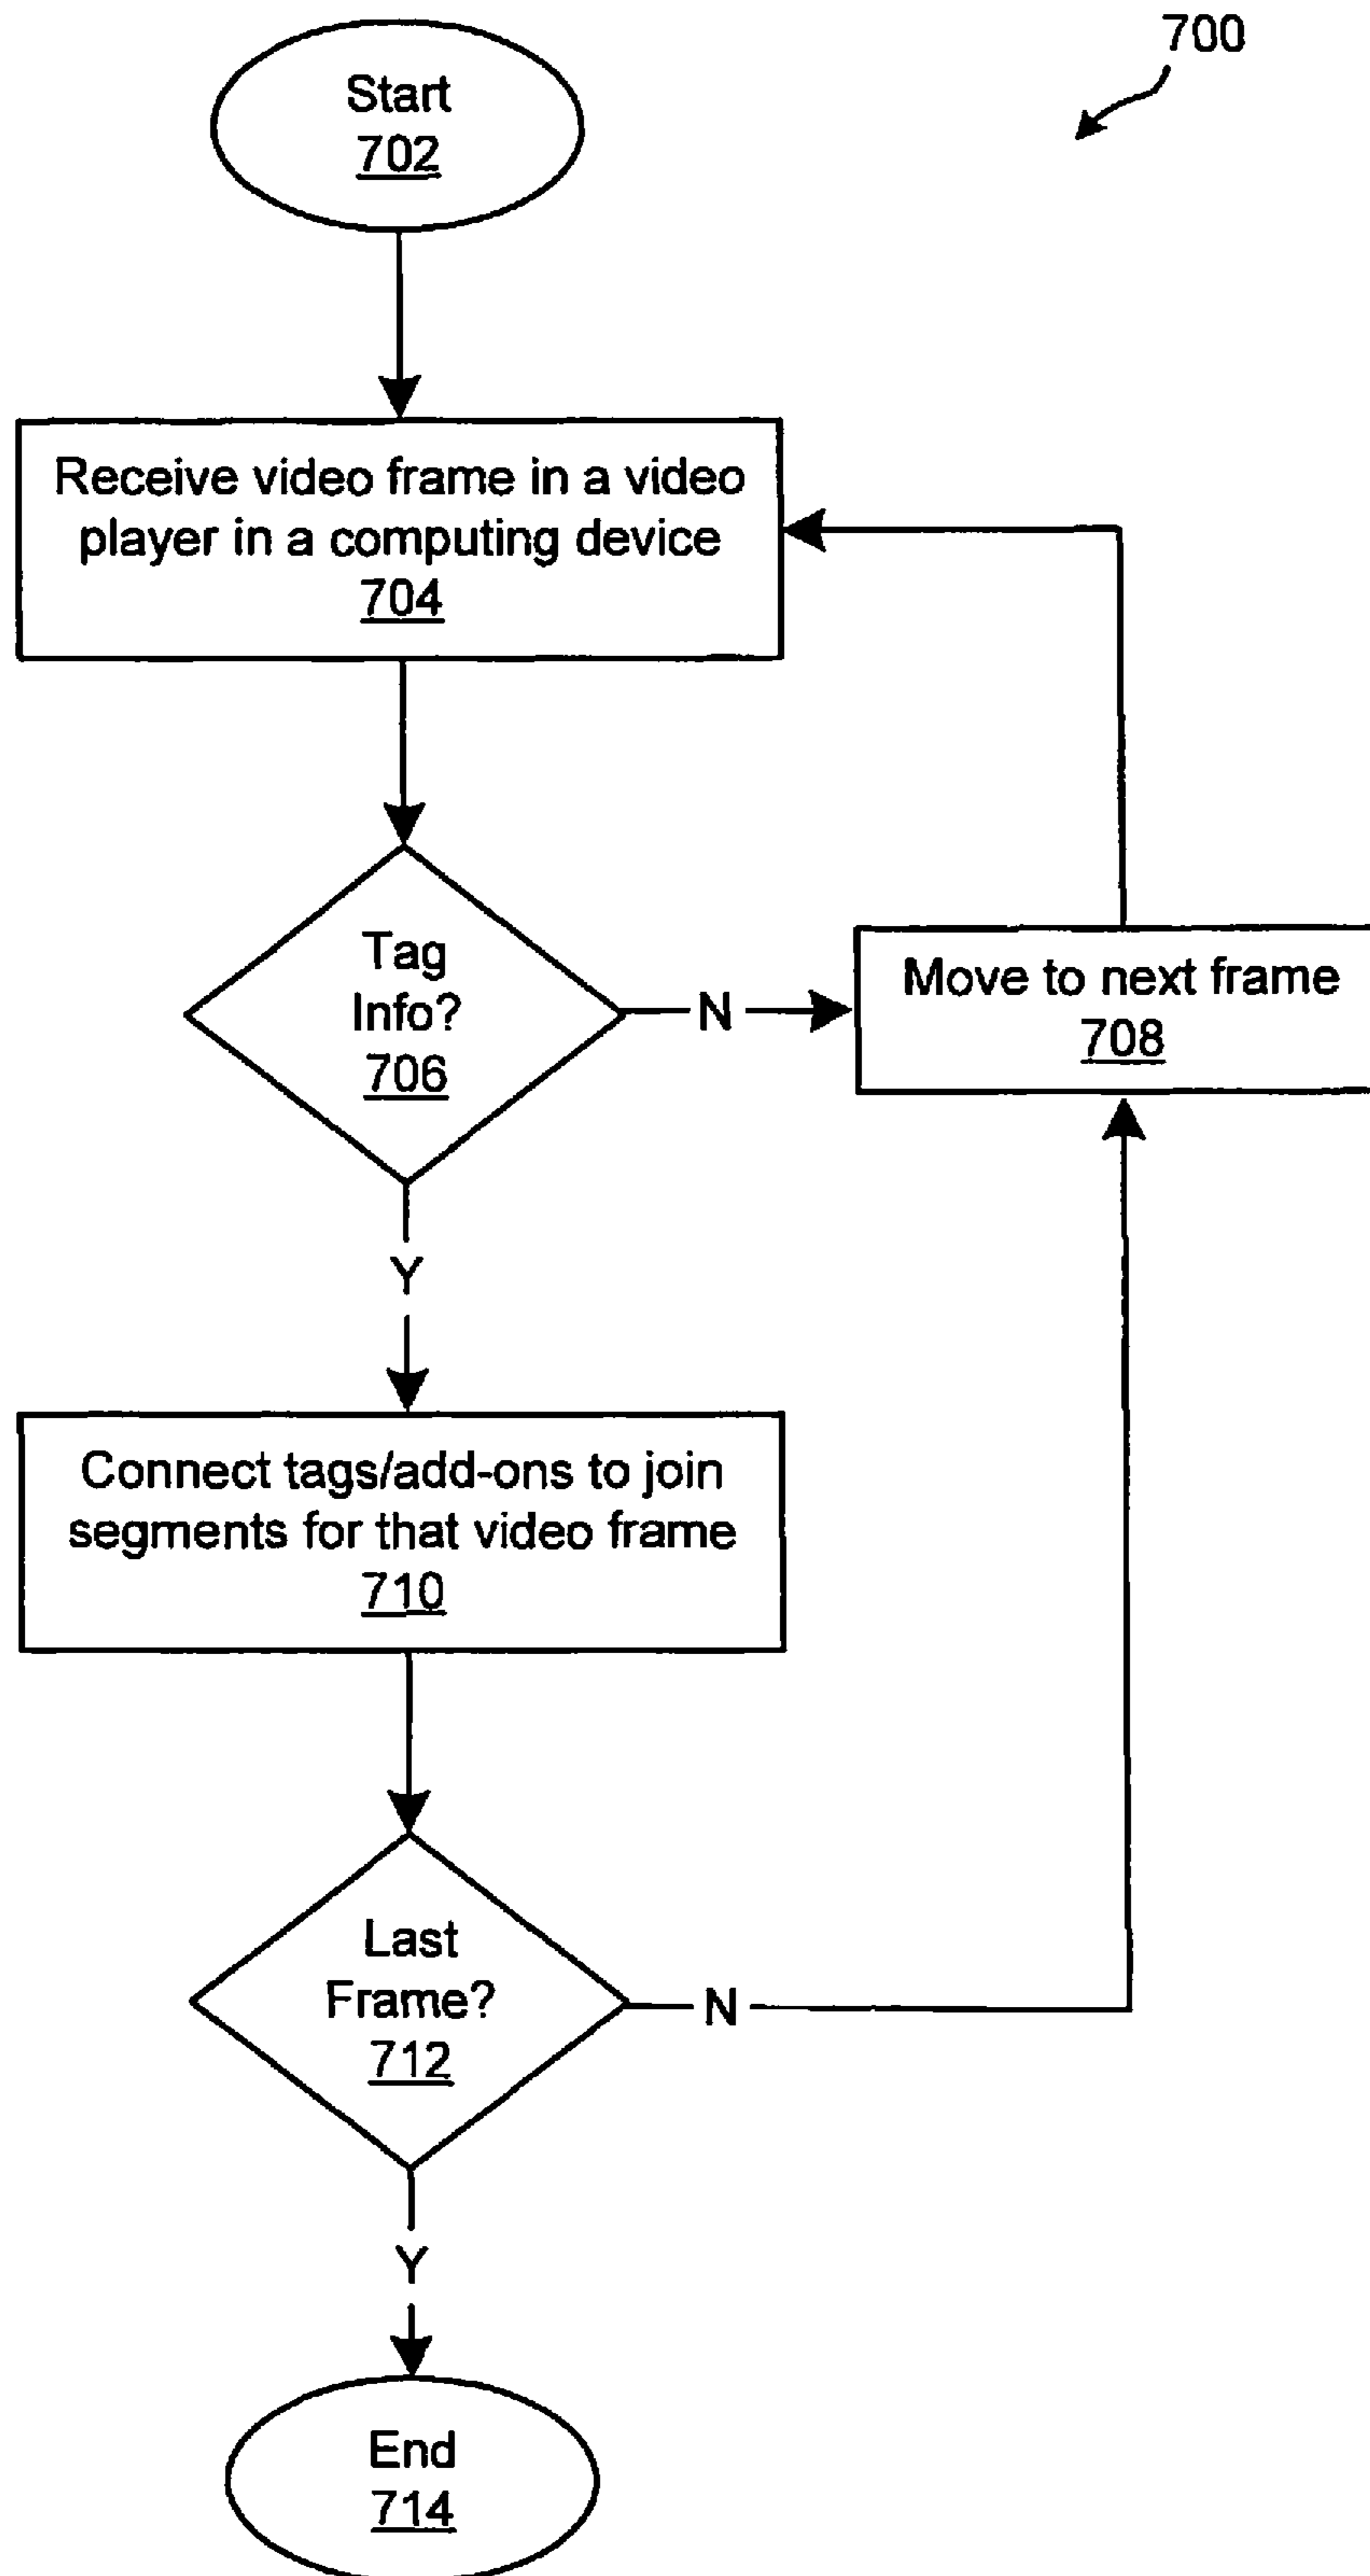 700
Start
702
Receive video frame in a video
player in a computing device
704
Tag
Info?
706
N
Move to next frame
708
Y
Connect tags/add-ons to join
segments for that video frame
710
Last
Frame?
712
N
Y
End
714